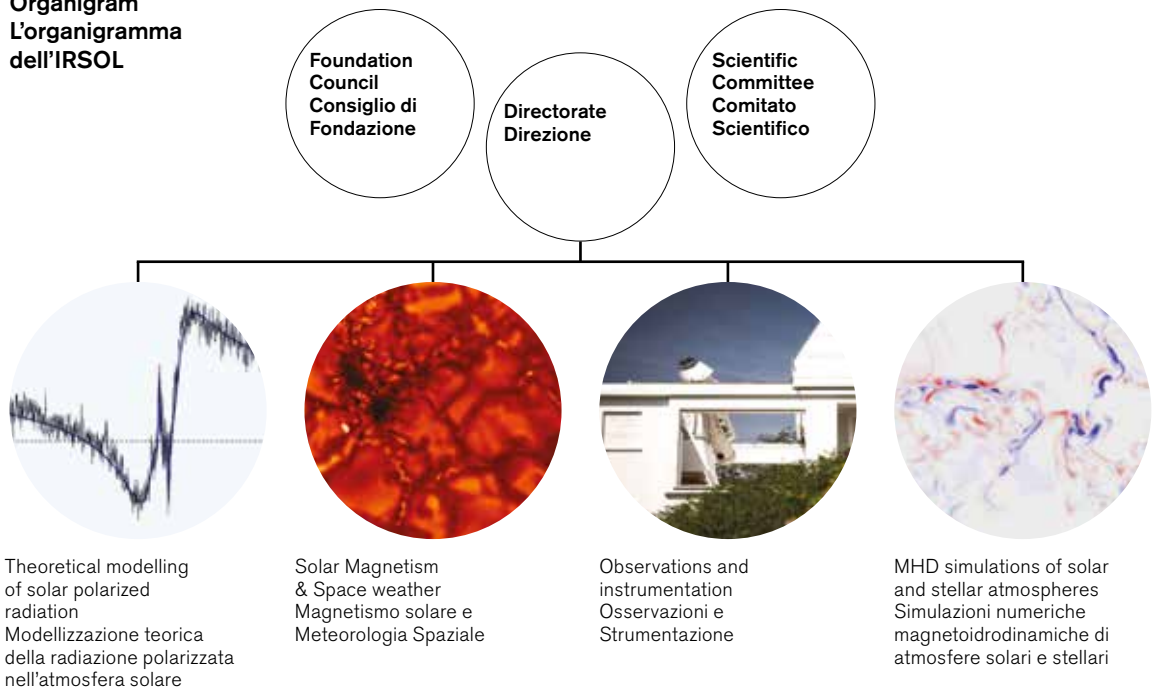 Organigram
L'organigramma
dell'IRSOL
Foundation
Council
Consiglio di
Fondazione
Directorate
Direzione
Scientific
Committee
Comitato
Scientifico
Theoretical modelling
of solar polarized
radiation
Modellizzazione teorica
della radiazione polarizzata
nell'atmosfera solare
Solar Magnetism
& Space weather
Magnetismo solare e
Meteorologia Spaziale
Observations and
instrumentation
Osservazioni e
Strumentazione
MHD simulations of solar
and stellar atmospheres
Simulazioni numeriche
magnetoidrodinamiche di
atmosfere solari e stellari